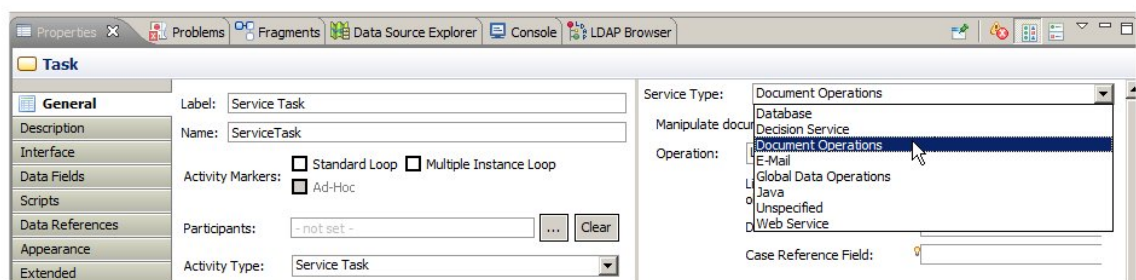 Properties Problems Fragments Data Source Explorer Console LDAP Browser
Task
General
Description
Interface
Data Fields
Scripts
Data References
Appearance
Extended
Label: Service Task
Name: ServiceTask
Activity Markers: Standard Loop Multiple Instance Loop
Ad-Hoc
Participants: - not set - ... Clear
Activity Type: Service Task
Service Type: Document Operations
Manipulate docu
Operation:
Database
Decision Service
Document Operations
E-Mail
Global Data Operations
Java
Unspecified
Web Service
Case Reference Field: